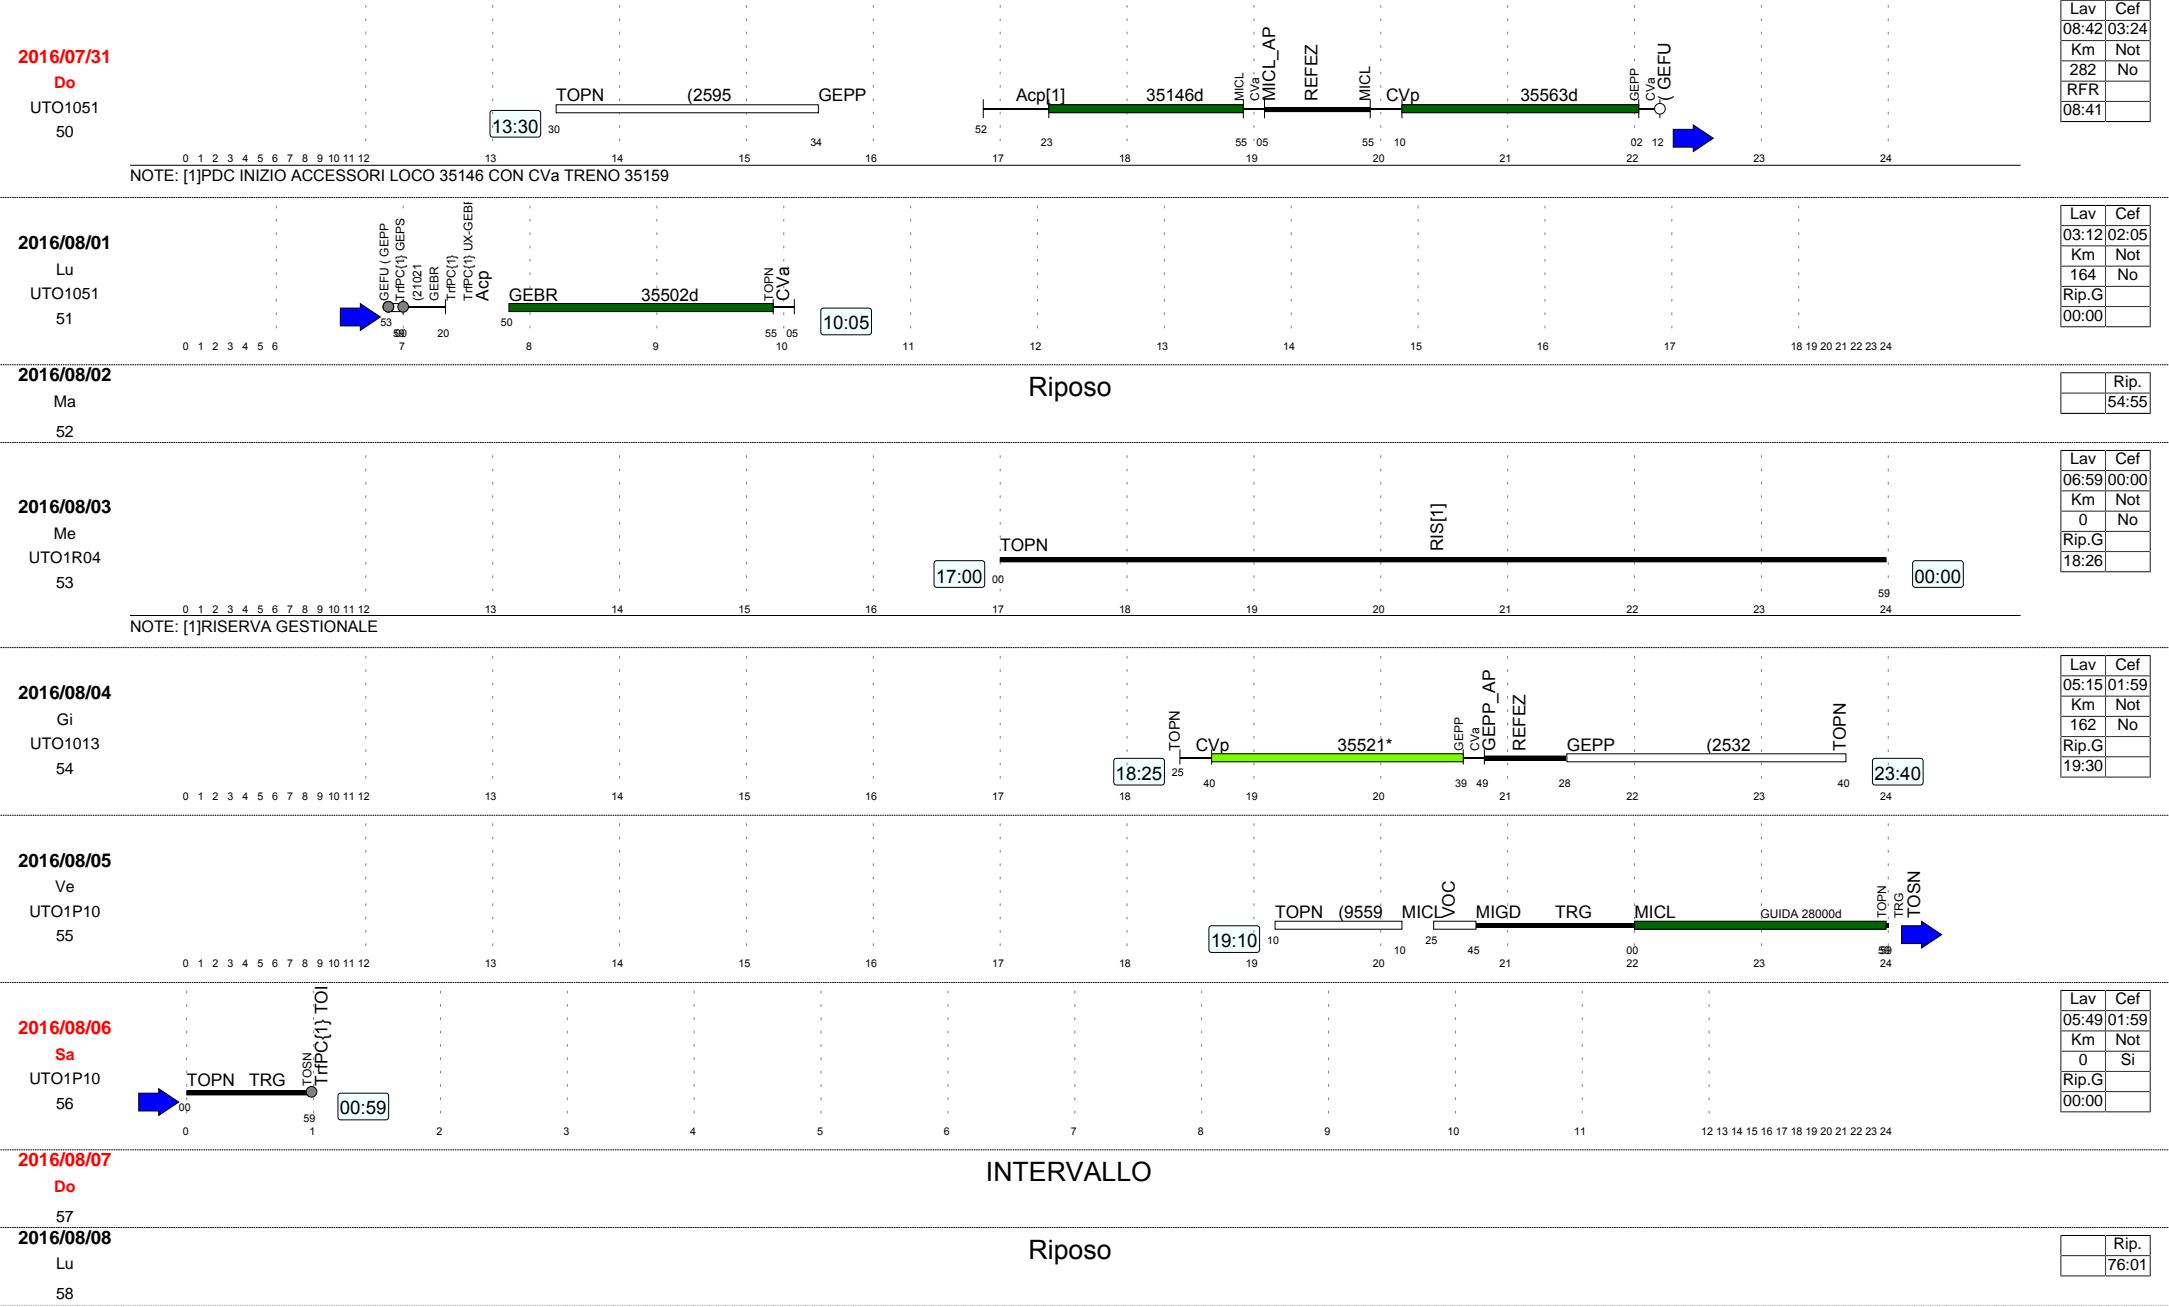 Lav Cef
08:42 03:24
Km Not
282 No
RFR
08:41
2016/07/31
Do
UTO1051
50
13:30
TOPN (2595 GEPP
30 34
Acp[1] 35146d MICL CVa MICL_AP REFEZ MICL CVp 35563d GEPP CVa ( GEFU
52 23 55 05 55 10 02 12
0 1 2 3 4 5 6 7 8 9 10 11 12 13 14 15 16 17 18 19 20 21 22 23 24
NOTE: [1]PDC INIZIO ACCESSORI LOCO 35146 CON CVa TRENO 35159
Lav Cef
03:12 02:05
Km Not
164 No
Rip.G
00:00
2016/08/01
Lu
UTO1051
51
GEFU ( GEPP
TrfPC{1} GEPS
(21021
GEBR
TrfPC{1}
TrfPC{1} UX-GEBR
Acp
GEBR 35502d TOPN CVa
53 20 50 55 05
10:05
0 1 2 3 4 5 6 7 8 9 10 11 12 13 14 15 16 17 18 19 20 21 22 23 24
2016/08/02
Ma
52
Riposo
Rip.
54:55
Lav Cef
06:59 00:00
Km Not
0 No
Rip.G
18:26
2016/08/03
Me
UTO1R04
53
17:00
TOPN RIS[1]
00 59
00:00
0 1 2 3 4 5 6 7 8 9 10 11 12 13 14 15 16 17 18 19 20 21 22 23 24
NOTE: [1]RISERVA GESTIONALE
Lav Cef
05:15 01:59
Km Not
162 No
Rip.G
19:30
2016/08/04
Gi
UTO1013
54
18:25
TOPN CVp 35521* GEPP CVa GEPP_AP REFEZ GEPP (2532 TOPN
25 40 39 49 28 40
23:40
0 1 2 3 4 5 6 7 8 9 10 11 12 13 14 15 16 17 18 19 20 21 22 23 24
2016/08/05
Ve
UTO1P10
55
19:10
TOPN (9559 MICL VOC MIGD TRG MICL GUIDA 28000d TOPN TRG TOSN
10 10 25 45 00
0 1 2 3 4 5 6 7 8 9 10 11 12 13 14 15 16 17 18 19 20 21 22 23 24
Lav Cef
05:49 01:59
Km Not
0 Si
Rip.G
00:00
2016/08/06
Sa
UTO1P10
56
TOPN TRG TOSN TrfPC{1} TOI
00 59
00:59
0 1 2 3 4 5 6 7 8 9 10 11 12 13 14 15 16 17 18 19 20 21 22 23 24
2016/08/07
Do
57
INTERVALLO
2016/08/08
Lu
58
Riposo
Rip.
76:01